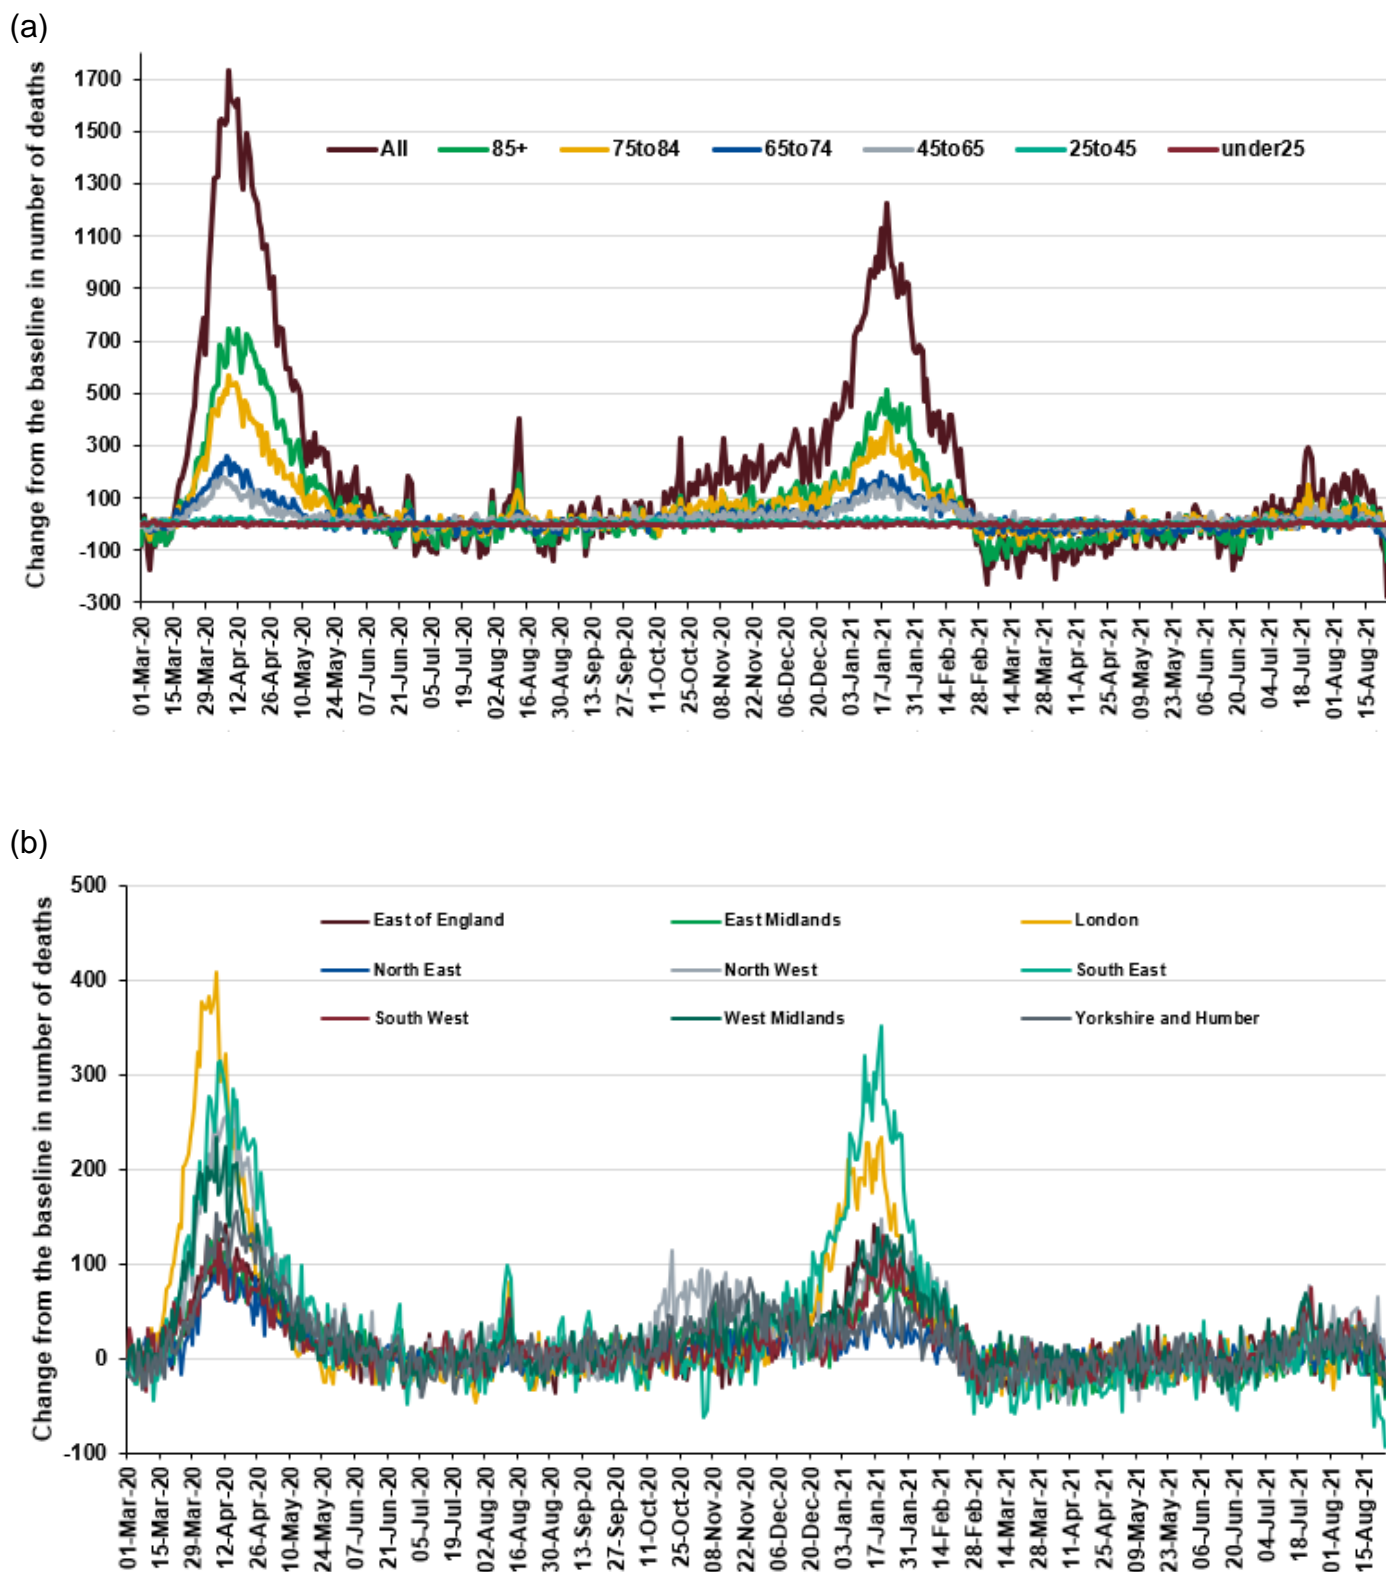 (a)
Change from the baseline in number of deaths
1700
1500
1300
1100
900
700
500
300
100
-100
-300
All 85+ 75to84 65to74 45to65 25to45 under25
01-Mar-20 15-Mar-20 29-Mar-20 12-Apr-20 26-Apr-20 10-May-20 24-May-20 07-Jun-20 21-Jun-20 05-Jul-20 19-Jul-20 02-Aug-20 16-Aug-20 30-Aug-20 13-Sep-20 27-Sep-20 11-Oct-20 25-Oct-20 08-Nov-20 22-Nov-20 06-Dec-20 20-Dec-20 03-Jan-21 17-Jan-21 31-Jan-21 14-Feb-21 28-Feb-21 14-Mar-21 28-Mar-21 11-Apr-21 25-Apr-21 09-May-21 23-May-21 06-Jun-21 20-Jun-21 04-Jul-21 18-Jul-21 01-Aug-21 15-Aug-21
(b)
Change from the baseline in number of deaths
500
400
300
200
100
0
-100
East of England East Midlands London
North East North West South East
South West West Midlands Yorkshire and Humber
01-Mar-20 15-Mar-20 29-Mar-20 12-Apr-20 26-Apr-20 10-May-20 24-May-20 07-Jun-20 21-Jun-20 05-Jul-20 19-Jul-20 02-Aug-20 16-Aug-20 30-Aug-20 13-Sep-20 27-Sep-20 11-Oct-20 25-Oct-20 08-Nov-20 22-Nov-20 06-Dec-20 20-Dec-20 03-Jan-21 17-Jan-21 31-Jan-21 14-Feb-21 28-Feb-21 14-Mar-21 28-Mar-21 11-Apr-21 25-Apr-21 09-May-21 23-May-21 06-Jun-21 20-Jun-21 04-Jul-21 18-Jul-21 01-Aug-21 15-Aug-21